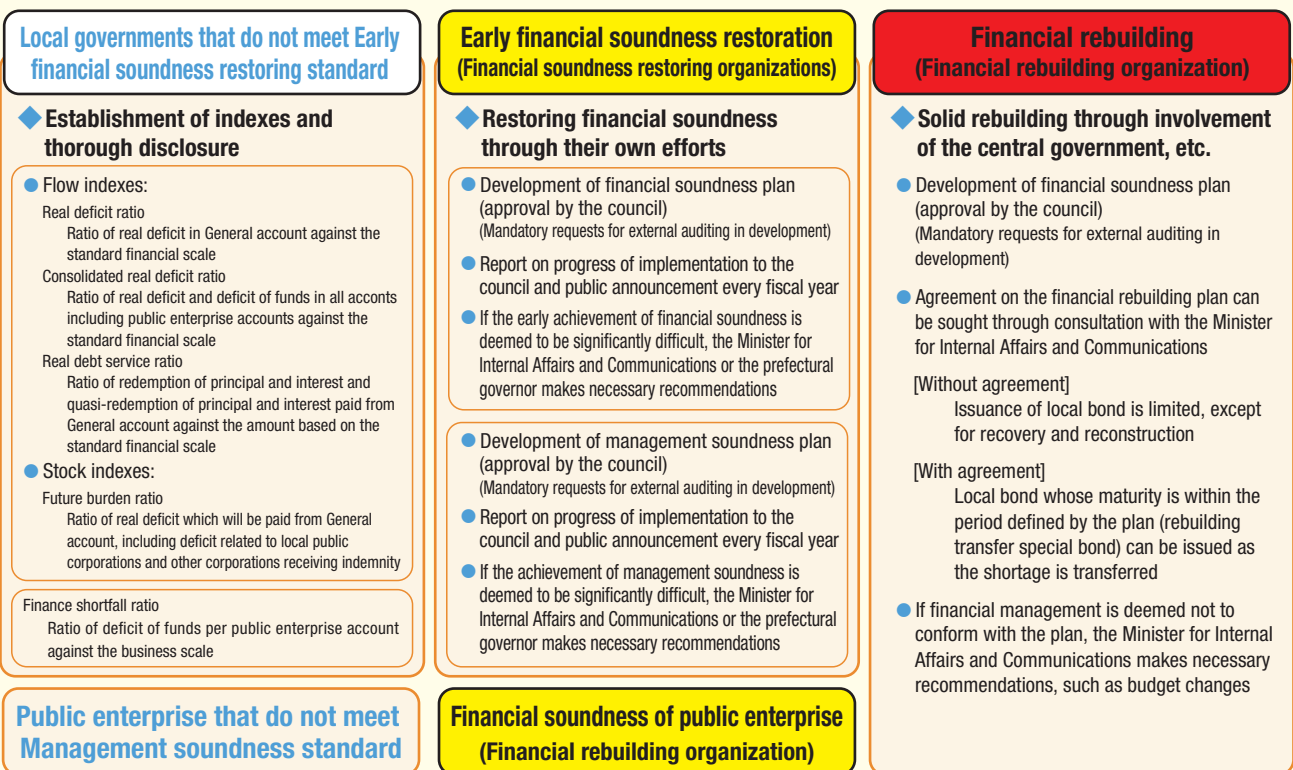 Local governments that do not meet Early
financial soundness restoring standard
Establishment of indexes and
thorough disclosure
Flow indexes:
Real deficit ratio
Ratio of real deficit in General account against the
standard financial scale
Consolidated real deficit ratio
Ratio of real deficit and deficit of funds in all acconts
including public enterprise accounts against the
standard financial scale
Real debt service ratio
Ratio of redemption of principal and interest and
quasi-redemption of principal and interest paid from
General account against the amount based on the
standard financial scale
Stock indexes:
Future burden ratio
Ratio of real deficit which will be paid from General
account, including deficit related to local public
corporations and other corporations receiving indemnity
Finance shortfall ratio
Ratio of deficit of funds per public enterprise account
against the business scale
Public enterprise that do not meet
Management soundness standard
Early financial soundness restoration
(Financial soundness restoring organizations)
Restoring financial soundness
through their own efforts
Development of financial soundness plan
(approval by the council)
(Mandatory requests for external auditing in development)
Report on progress of implementation to the
council and public announcement every fiscal year
If the early achievement of financial soundness is
deemed to be significantly difficult, the Minister for
Internal Affairs and Communications or the prefectural
governor makes necessary recommendations
Development of management soundness plan
(approval by the council)
(Mandatory requests for external auditing in development)
Report on progress of implementation to the
council and public announcement every fiscal year
If the achievement of management soundness is
deemed to be significantly difficult, the Minister for
Internal Affairs and Communications or the prefectural
governor makes necessary recommendations
Financial soundness of public enterprise
(Financial rebuilding organization)
Financial rebuilding
(Financial rebuilding organization)
Solid rebuilding through involvement
of the central government, etc.
Development of financial soundness plan
(approval by the council)
(Mandatory requests for external auditing in
development)
Agreement on the financial rebuilding plan can
be sought through consultation with the Minister
for Internal Affairs and Communications
[Without agreement]
Issuance of local bond is limited, except
for recovery and reconstruction
[With agreement]
Local bond whose maturity is within the
period defined by the plan (rebuilding
transfer special bond) can be issued as
the shortage is transferred
If financial management is deemed not to
conform with the plan, the Minister for Internal
Affairs and Communications makes necessary
recommendations, such as budget changes